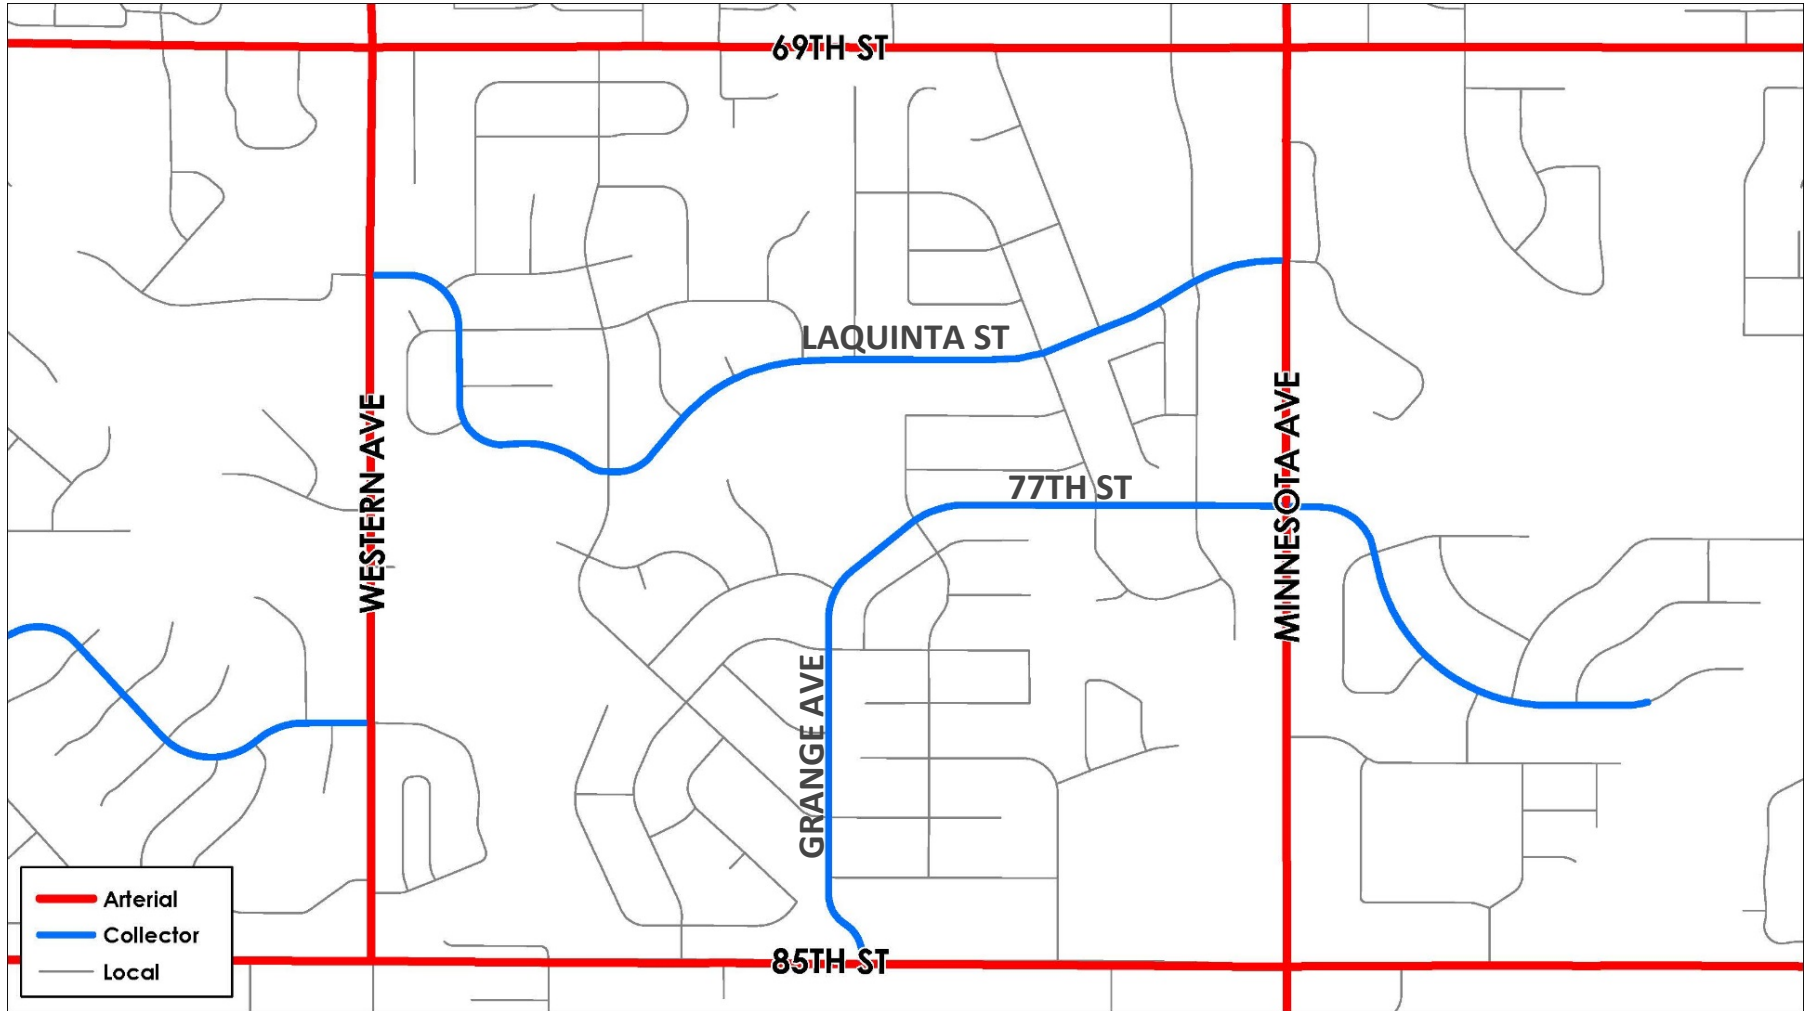 69TH ST
LAQUINTA ST
WESTERN AVE
MINNESOTA AVE
77TH ST
GRANGE AVE
Arterial
Collector
Local
85TH ST